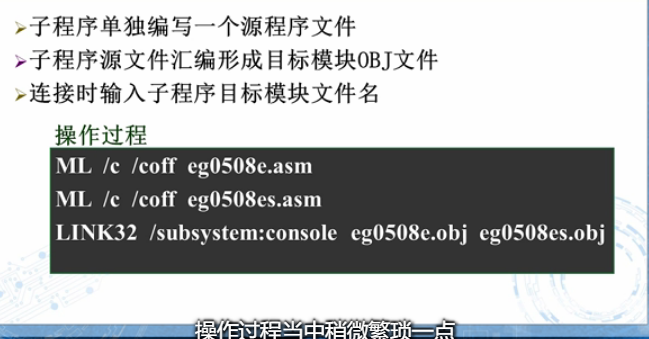 ➢子程序单独编写一个源程序文件
➢子程序源文件汇编形成目标模块OBJ文件
➢连接时输入子程序目标模块文件名
操作过程
ML /c /coff eg0508e.asm
ML /c /coff eg0508es.asm
LINK32 /subsystem:console eg0508e.obj eg0508es.obj
操作过程当中稍微繁琐一点